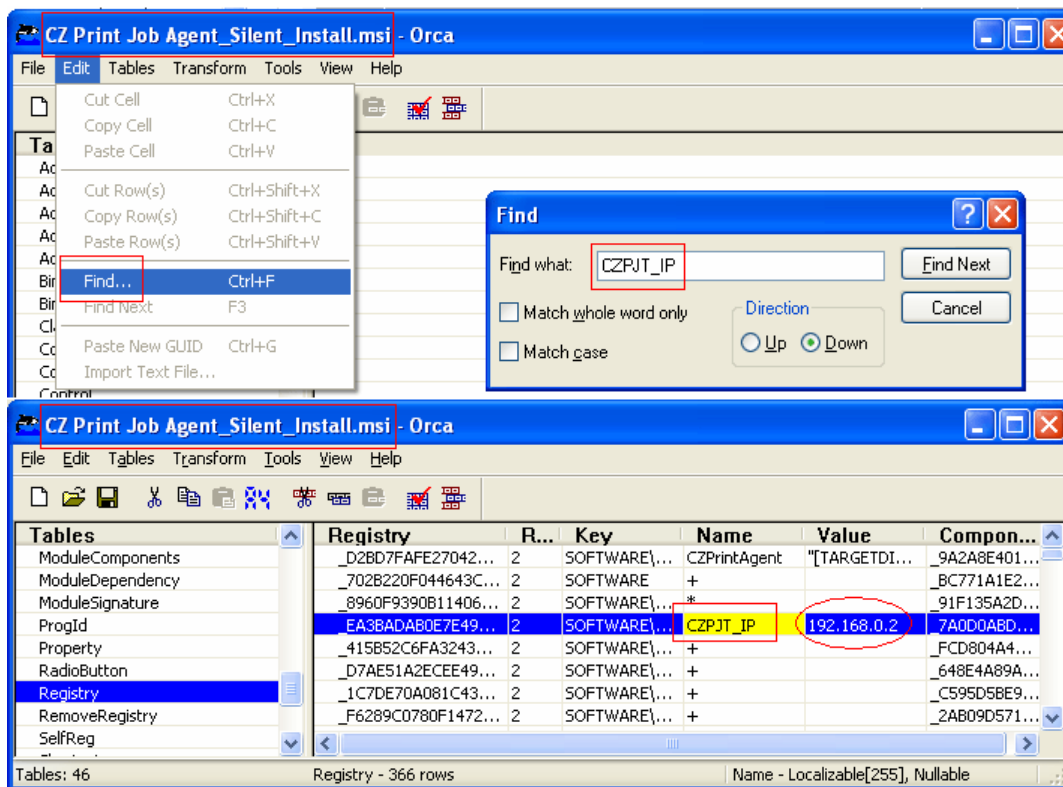 CZ Print Job Agent_Silent_Install.msi - Orca
File Edit Tables Transform Tools View Help
Cut Cell Ctrl+X
Copy Cell Ctrl+C
Paste Cell Ctrl+V
Cut Row(s) Ctrl+Shift+X
Copy Row(s) Ctrl+Shift+C
Paste Row(s) Ctrl+Shift+V
Find... Ctrl+F
Find Next F3
Paste New GUID Ctrl+G
Import Text File...
Control
Find
Find what: CZPJT_IP Find Next
Match whole word only Direction Cancel
Match case Up Down
CZ Print Job Agent_Silent_Install.msi - Orca
File Edit Tables Transform Tools View Help
Tables Registry R... Key Name Value Compon...
ModuleComponents _D2BD7FAFE27042... 2 SOFTWARE\... CZPrintAgent "[TARGETDI... _9A2A8E401...
ModuleDependency _702B220F044643C... 2 SOFTWARE + _BC771A1E2...
ModuleSignature _8960F9390B11406... 2 SOFTWARE\... * _91F135A2D...
ProgId _EA3BADAB0E7E49... 2 SOFTWARE\... CZPJT_IP 192.168.0.2 _7A0D0ABD...
Property _415B52C6FA3243... 2 SOFTWARE\... + _FCD804A4...
RadioButton _D7AE51A2ECEE49... 2 SOFTWARE\... + _648E4A89A...
Registry _1C7DE70A081C43... 2 SOFTWARE\... + _C595D5BE9...
RemoveRegistry _F6289C0780F1472... 2 SOFTWARE\... + _2AB09D571...
SelfReg
Tables: 46 Registry - 366 rows Name - Localizable[255], Nullable